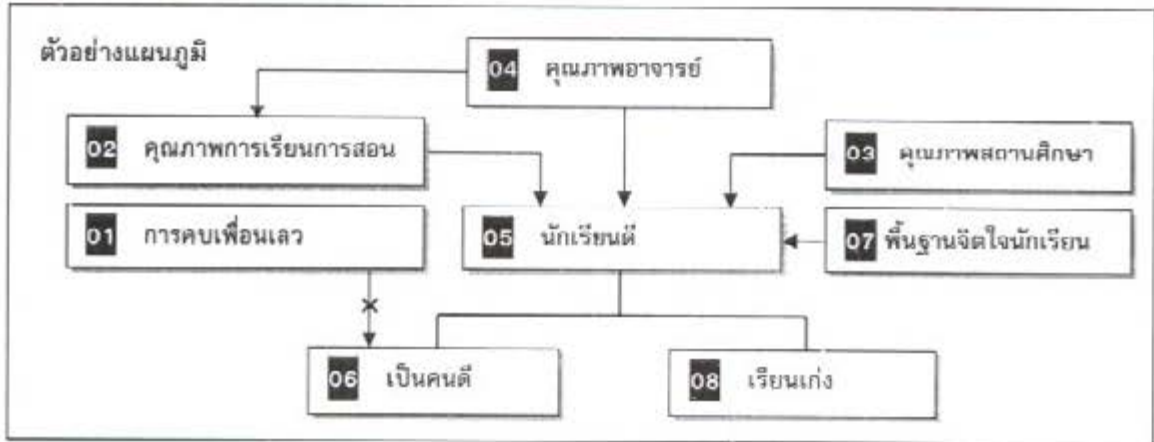 ตัวอย่างแผนภูมิ
04 คุณภาพอาจารย์
02 คุณภาพการเรียนการสอน
03 คุณภาพสถานศึกษา
01 การคบเพื่อนเลว
05 นักเรียนดี
07 พื้นฐานจิตใจนักเรียน
06 เป็นคนดี
08 เรียนเก่ง